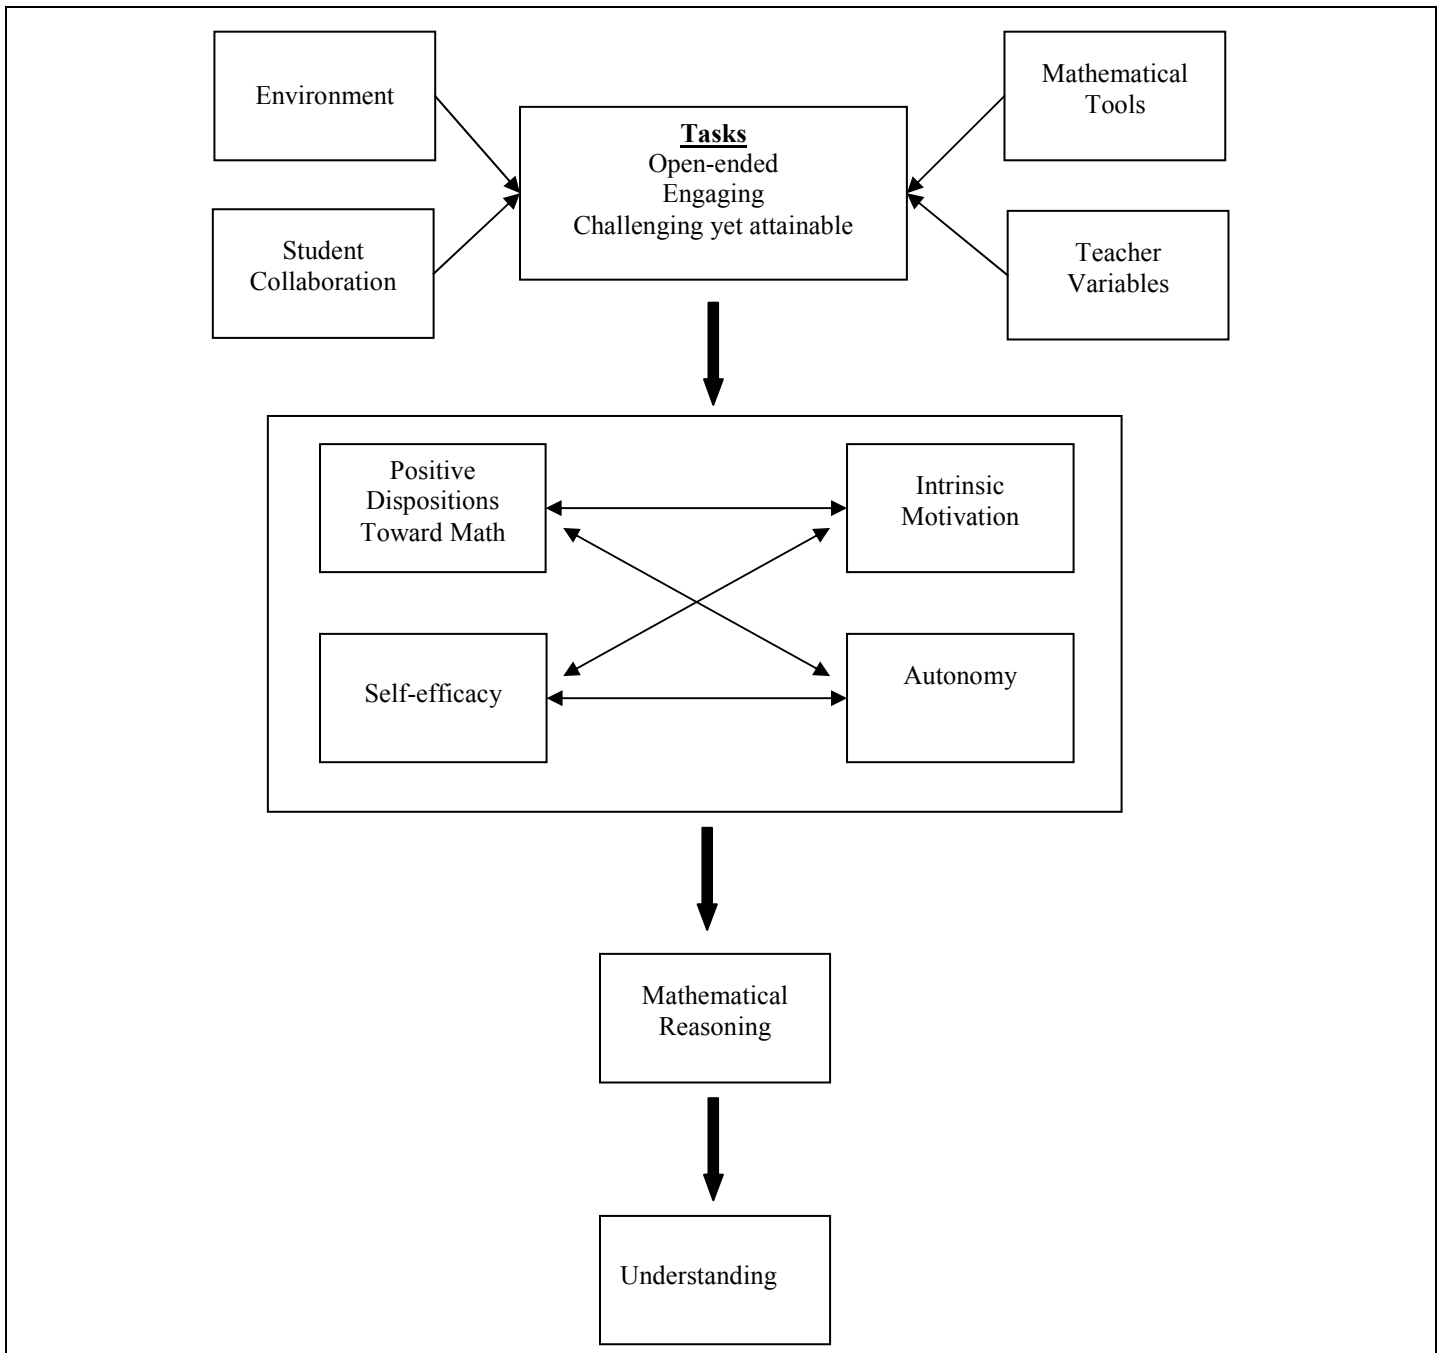 Environment
Mathematical
Tools
Tasks
Open-ended
Engaging
Challenging yet attainable
Student
Collaboration
Teacher
Variables
Positive
Dispositions
Toward Math
Intrinsic
Motivation
Self-efficacy
Autonomy
Mathematical
Reasoning
Understanding